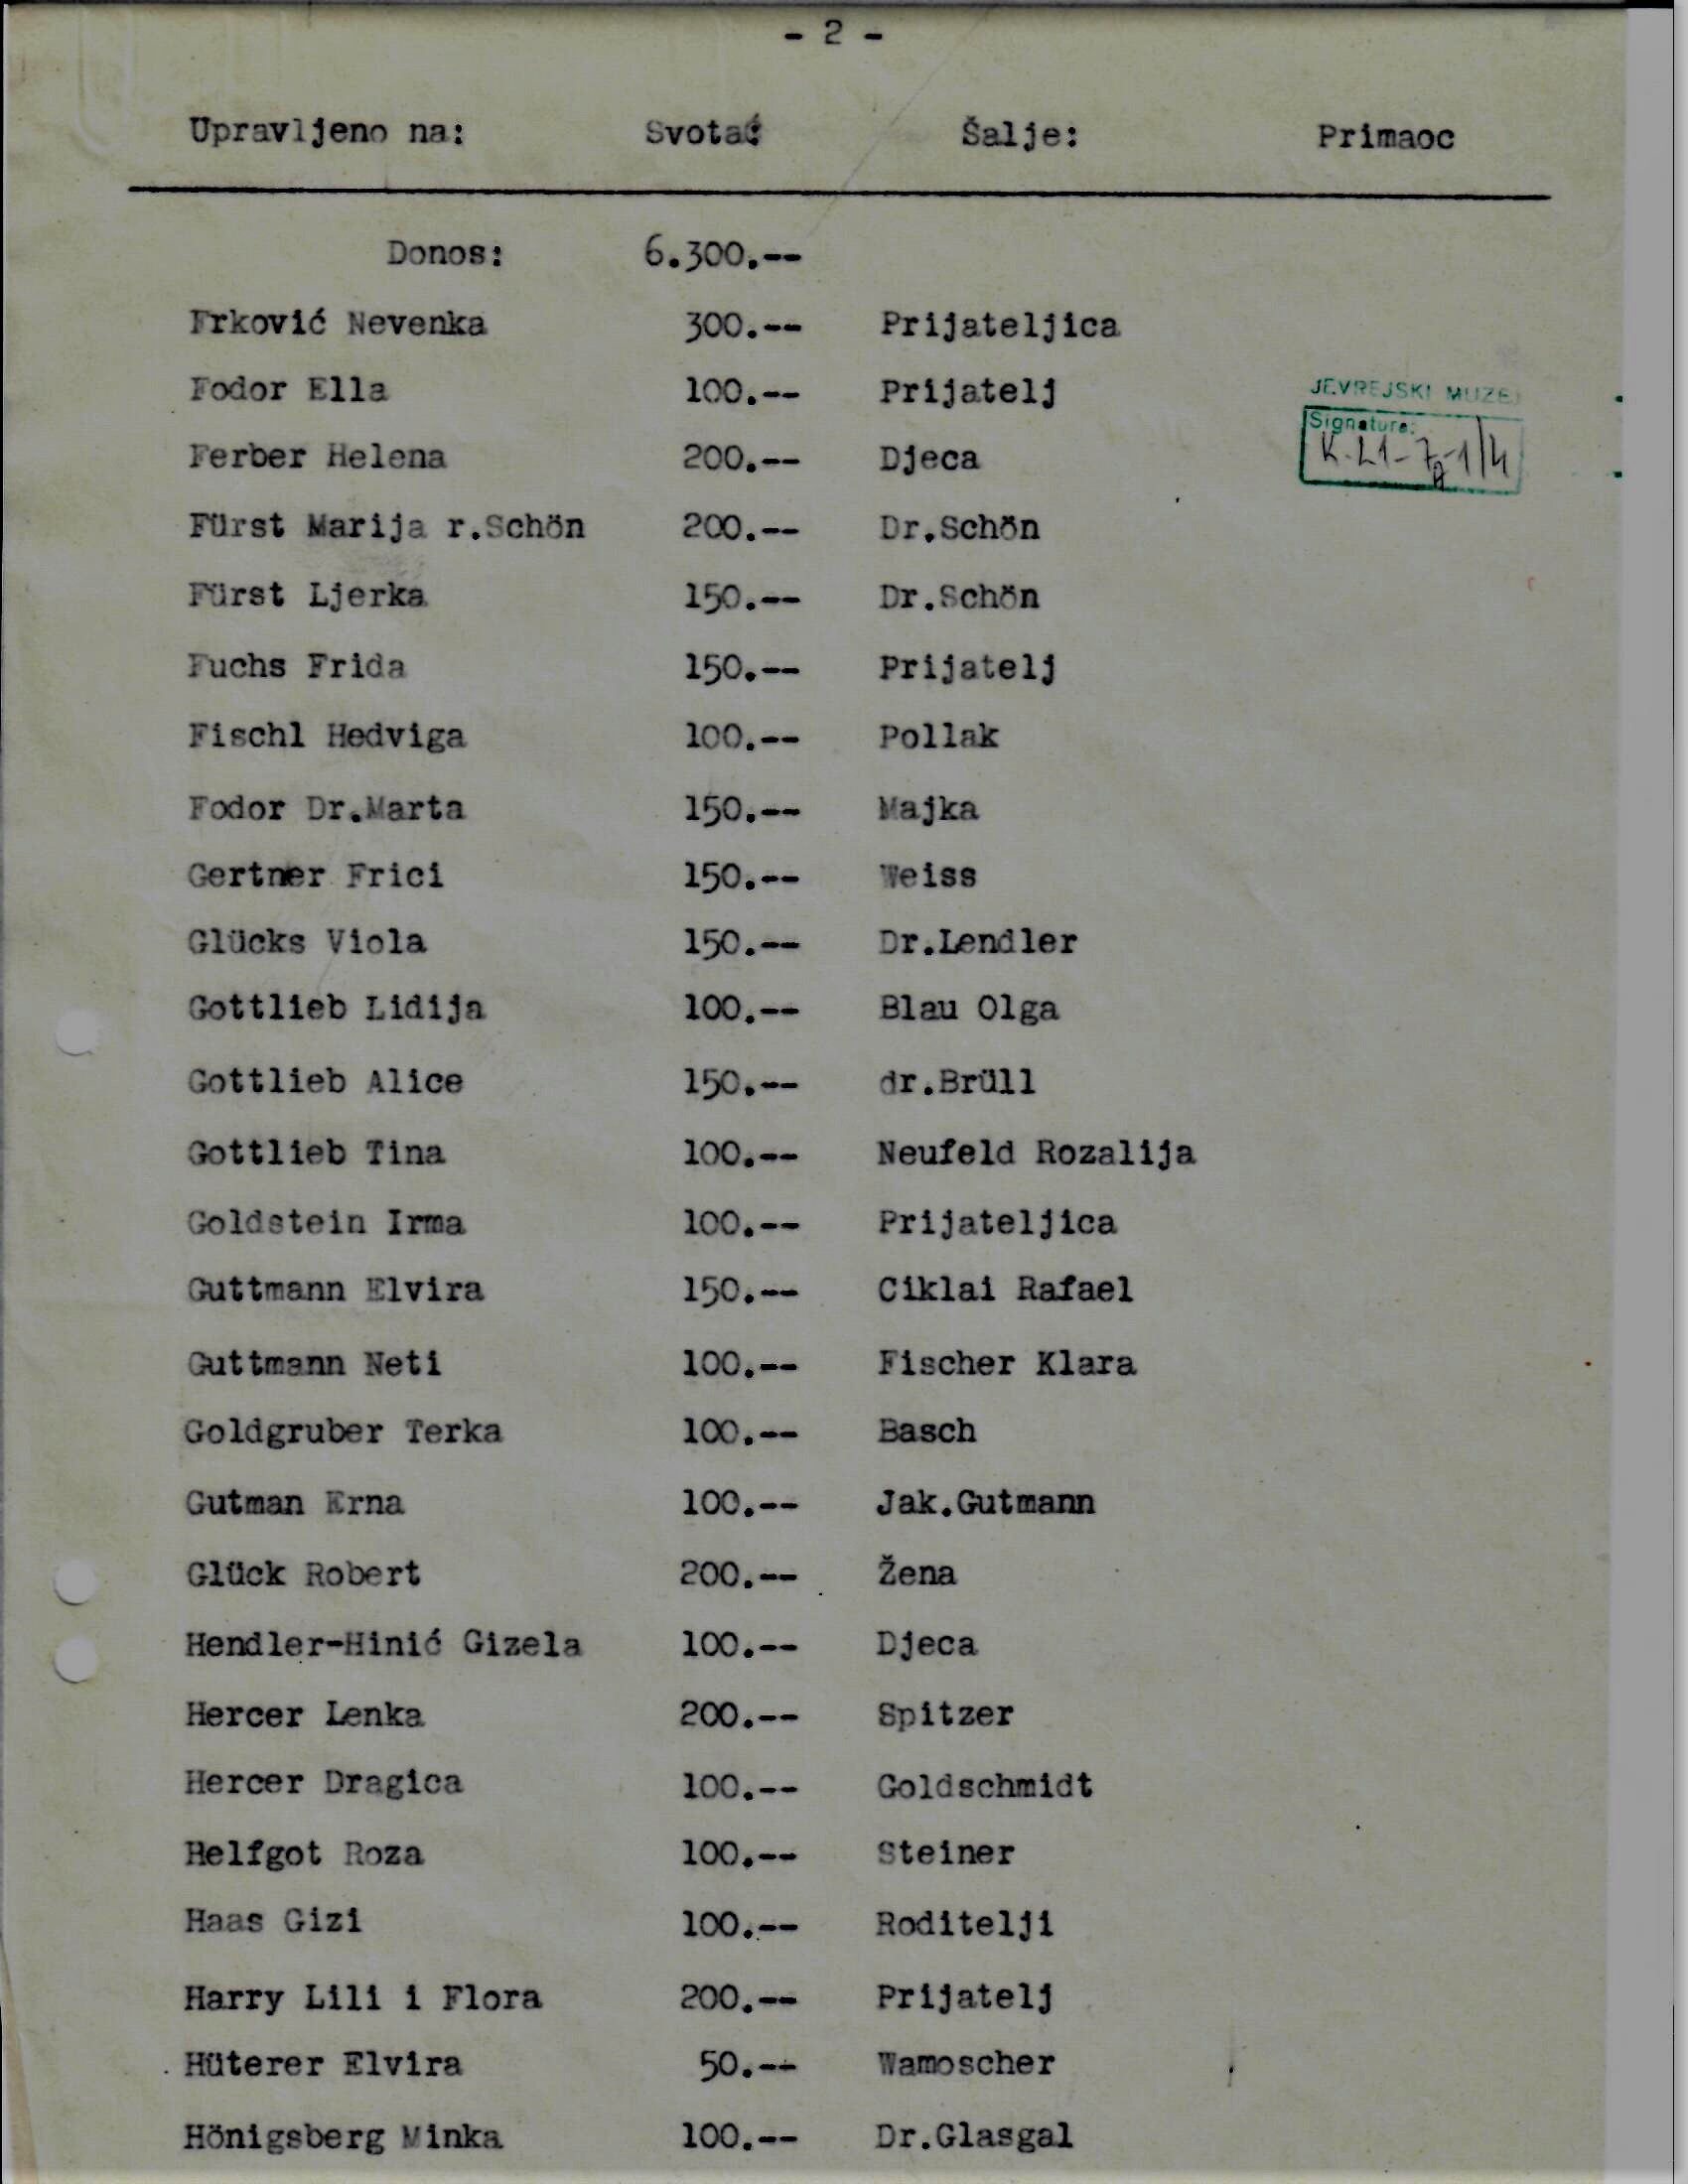 - 2 -
Upravljeno na: Svotać: Šalje: Primaoc
Donos: 6.300.--
Frković Nevenka 300.-- Prijateljica
Fodor Ella 100.-- Prijatelj
JEVREJSKI MUZEJ
Signatura:
Ferber Helena 200.-- Djeca
K.21-7A-1/4
Fürst Marija r.Schön 200.-- Dr.Schön
Fürst Ljerka 150.-- Dr.Schön
Fuchs Frida 150.-- Prijatelj
Fischl Hedviga 100.-- Pollak
Fodor Dr.Marta 150.-- Majka
Gertner Frici 150.-- Weiss
Glücks Viola 150.-- Dr.Lendler
Gottlieb Lidija 100.-- Blau Olga
Gottlieb Alice 150.-- dr.Brüll
Gottlieb Tina 100.-- Neufeld Rozalija
Goldstein Irma 100.-- Prijateljica
Guttmann Elvira 150.-- Ciklai Rafael
Guttmann Neti 100.-- Fischer Klara
Goldgruber Terka 100.-- Basch
Gutman Erna 100.-- Jak.Gutmann
Glück Robert 200.-- Žena
Hendler-Hinić Gizela 100.-- Djeca
Hercer Lenka 200.-- Spitzer
Hercer Dragica 100.-- Goldschmidt
Helfgot Roza 100.-- Steiner
Haas Gizi 100.-- Roditelji
Harry Lili i Flora 200.-- Prijatelj
Hüterer Elvira 50.-- Wamoscher
Hönigsberg Minka 100.-- Dr.Glasgal